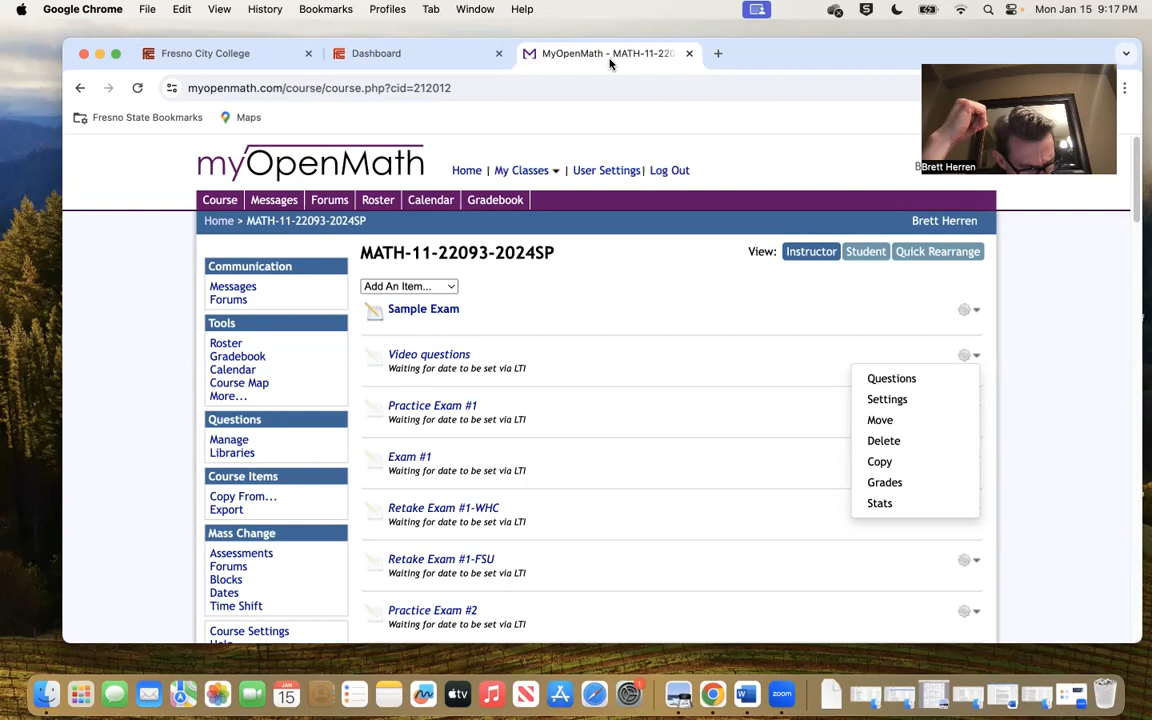 Google Chrome File Edit View History Bookmarks Profiles Tab Window Help Mon Jan 15 9:17 PM
Fresno City College Dashboard MyOpenMath - MATH-11-220
myopenmath.com/course/course.php?cid=212012
Fresno State Bookmarks Maps
Brett Herren
myOpenMath
Home | My Classes | User Settings | Log Out
Course Messages Forums Roster Calendar Gradebook
Home > MATH-11-22093-2024SP Brett Herren
MATH-11-22093-2024SP View: Instructor Student Quick Rearrange
Communication
Messages
Forums
Tools
Roster
Gradebook
Calendar
Course Map
More...
Questions
Manage
Libraries
Course Items
Copy From...
Export
Mass Change
Assessments
Forums
Blocks
Dates
Time Shift
Course Settings
Add An Item...
Sample Exam
Video questions
Waiting for date to be set via LTI
Practice Exam #1
Waiting for date to be set via LTI
Exam #1
Waiting for date to be set via LTI
Retake Exam #1-WHC
Waiting for date to be set via LTI
Retake Exam #1-FSU
Waiting for date to be set via LTI
Practice Exam #2
Waiting for date to be set via LTI
Questions
Settings
Move
Delete
Copy
Grades
Stats
JAN
15
tv
1
zoom